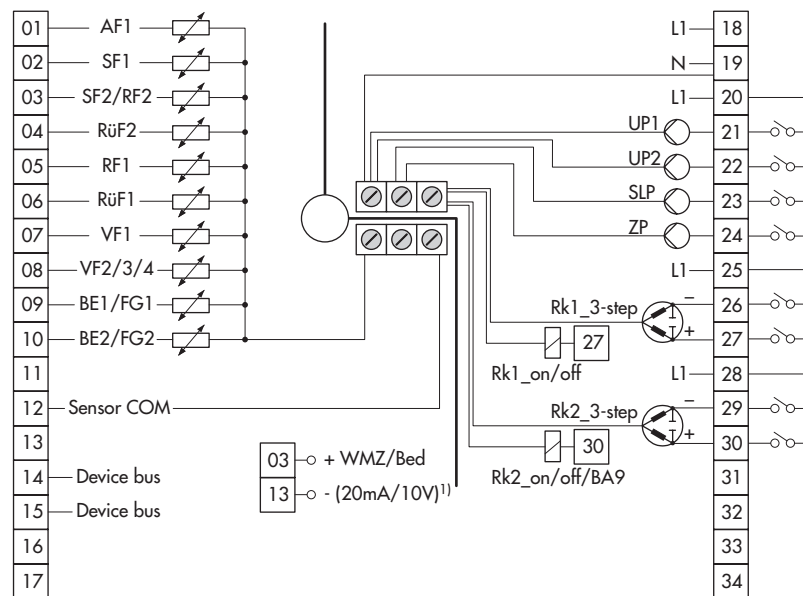 01 AF1
02 SF1
03 SF2/RF2
04 RüF2
05 RF1
06 RüF1
07 VF1
08 VF2/3/4
09 BE1/FG1
10 BE2/FG2
11
12 Sensor COM
13
14 Device bus
15 Device bus
16
17
03 + WMZ/Bed
13 - (20mA/10V)1)
L1 18
N 19
L1 20
UP1 21
UP2 22
SLP 23
ZP 24
L1 25
Rk1_3-step − 26
+ 27
27
Rk1_on/off
L1 28
Rk2_3-step − 29
+ 30
30
Rk2_on/off/BA9
31
32
33
34